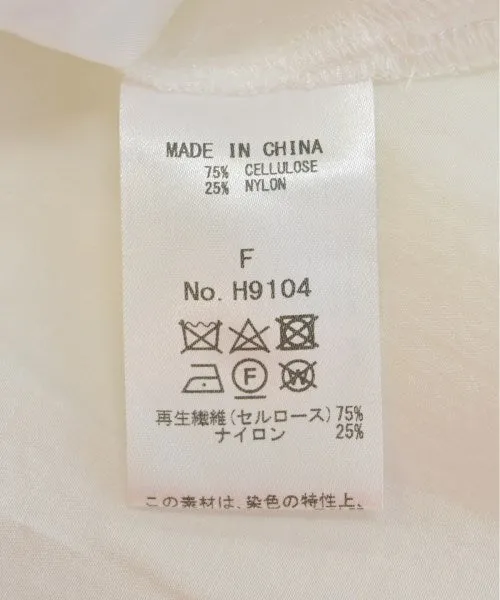 MADE IN CHINA
75% CELLULOSE
25% NYLON
F
No. H9104
F W
再生繊維(セルロース) 75%
ナイロン 25%
この素材は、染色の特性上、